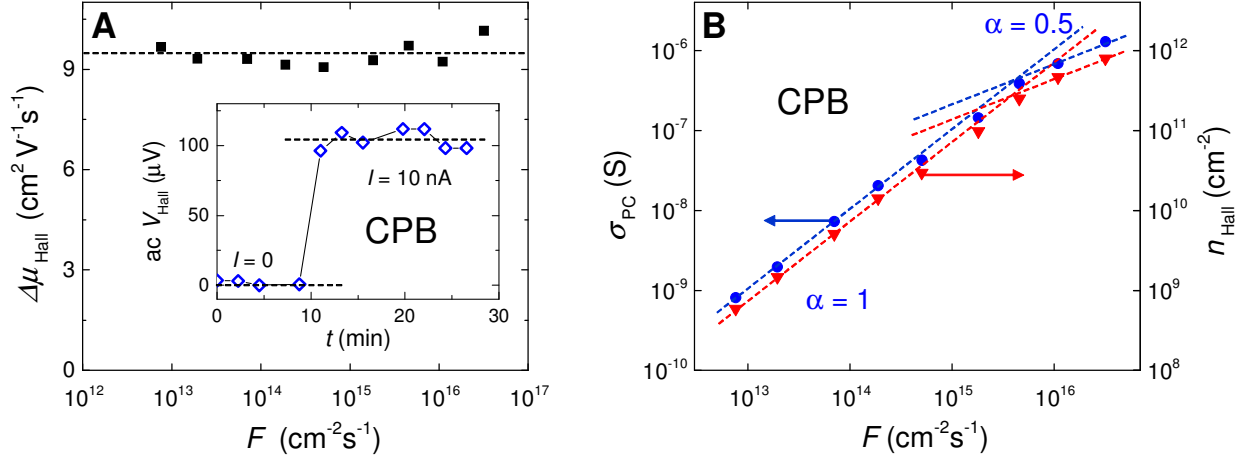 A
Δμ_Hall (cm² V⁻¹s⁻¹)
9
6
3
0
10¹²
10¹³
10¹⁴
10¹⁵
10¹⁶
10¹⁷
F (cm⁻²s⁻¹)
ac V_Hall (μV)
100
50
0
I = 0
I = 10 nA
CPB
0
10
20
30
t (min)
B
α = 0.5
CPB
α = 1
σ_PC (S)
10⁻⁶
10⁻⁷
10⁻⁸
10⁻⁹
10⁻¹⁰
10¹³
10¹⁴
10¹⁵
10¹⁶
F (cm⁻²s⁻¹)
10¹²
10¹¹
10¹⁰
10⁹
10⁸
n_Hall (cm⁻²)